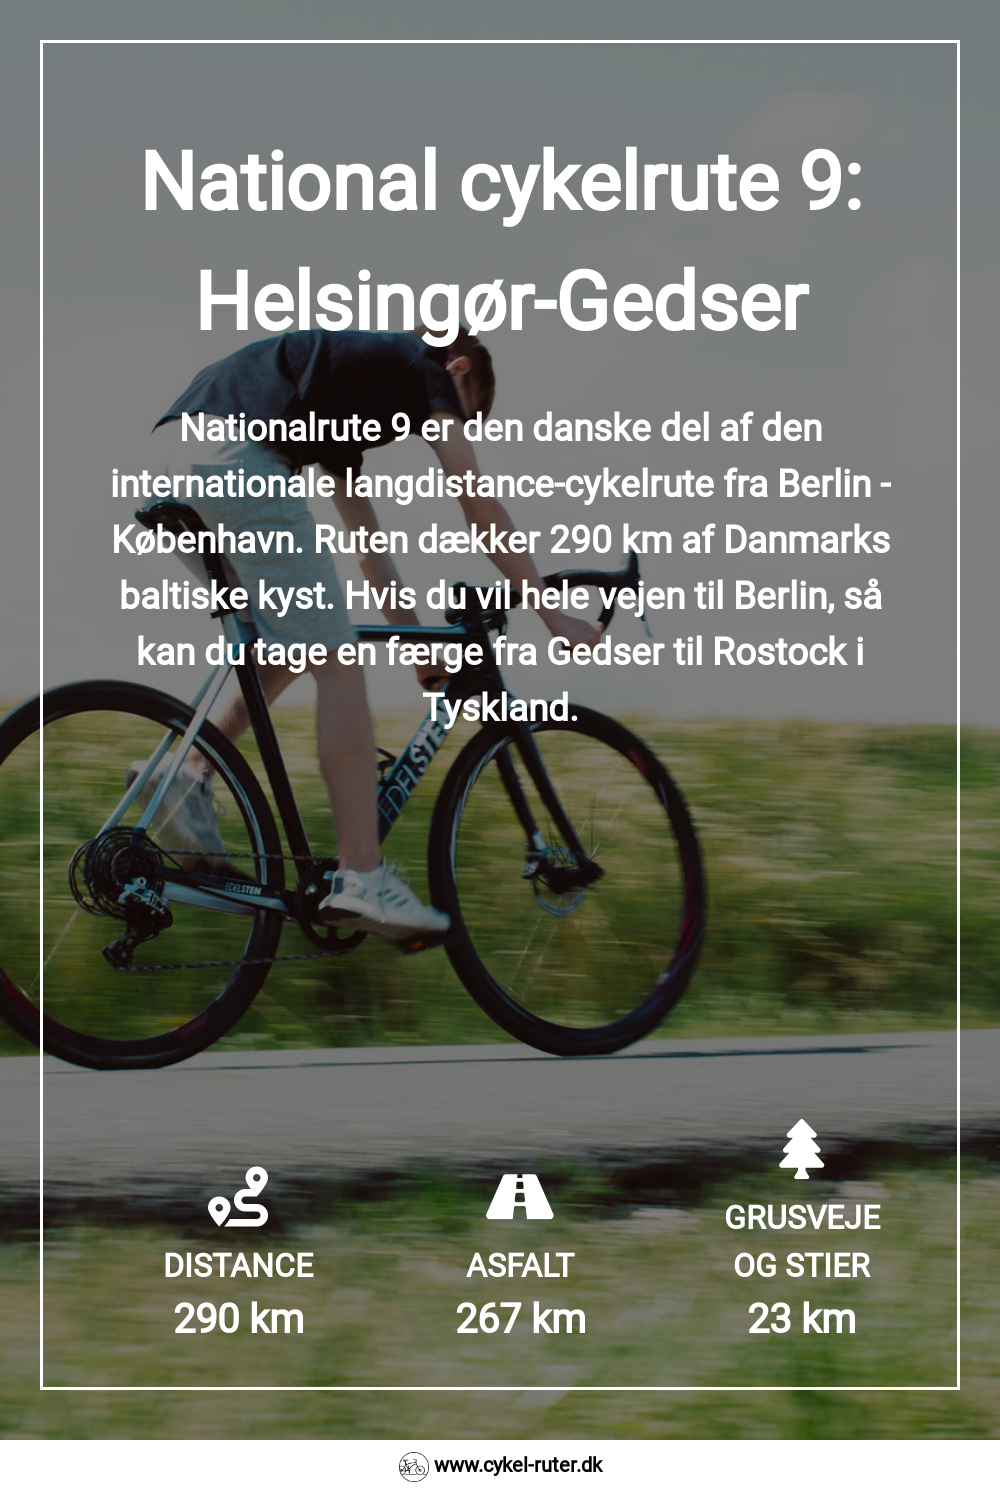 National cykelrute 9:
Helsingør-Gedser
Nationalrute 9 er den danske del af den
internationale langdistance-cykelrute fra Berlin -
København. Ruten dækker 290 km af Danmarks
baltiske kyst. Hvis du vil hele vejen til Berlin, så
kan du tage en færge fra Gedser til Rostock i
Tyskland.
EDELSTEN
EDELSTEN
DISTANCE
290 km
ASFALT
267 km
GRUSVEJE
OG STIER
23 km
www.cykel-ruter.dk